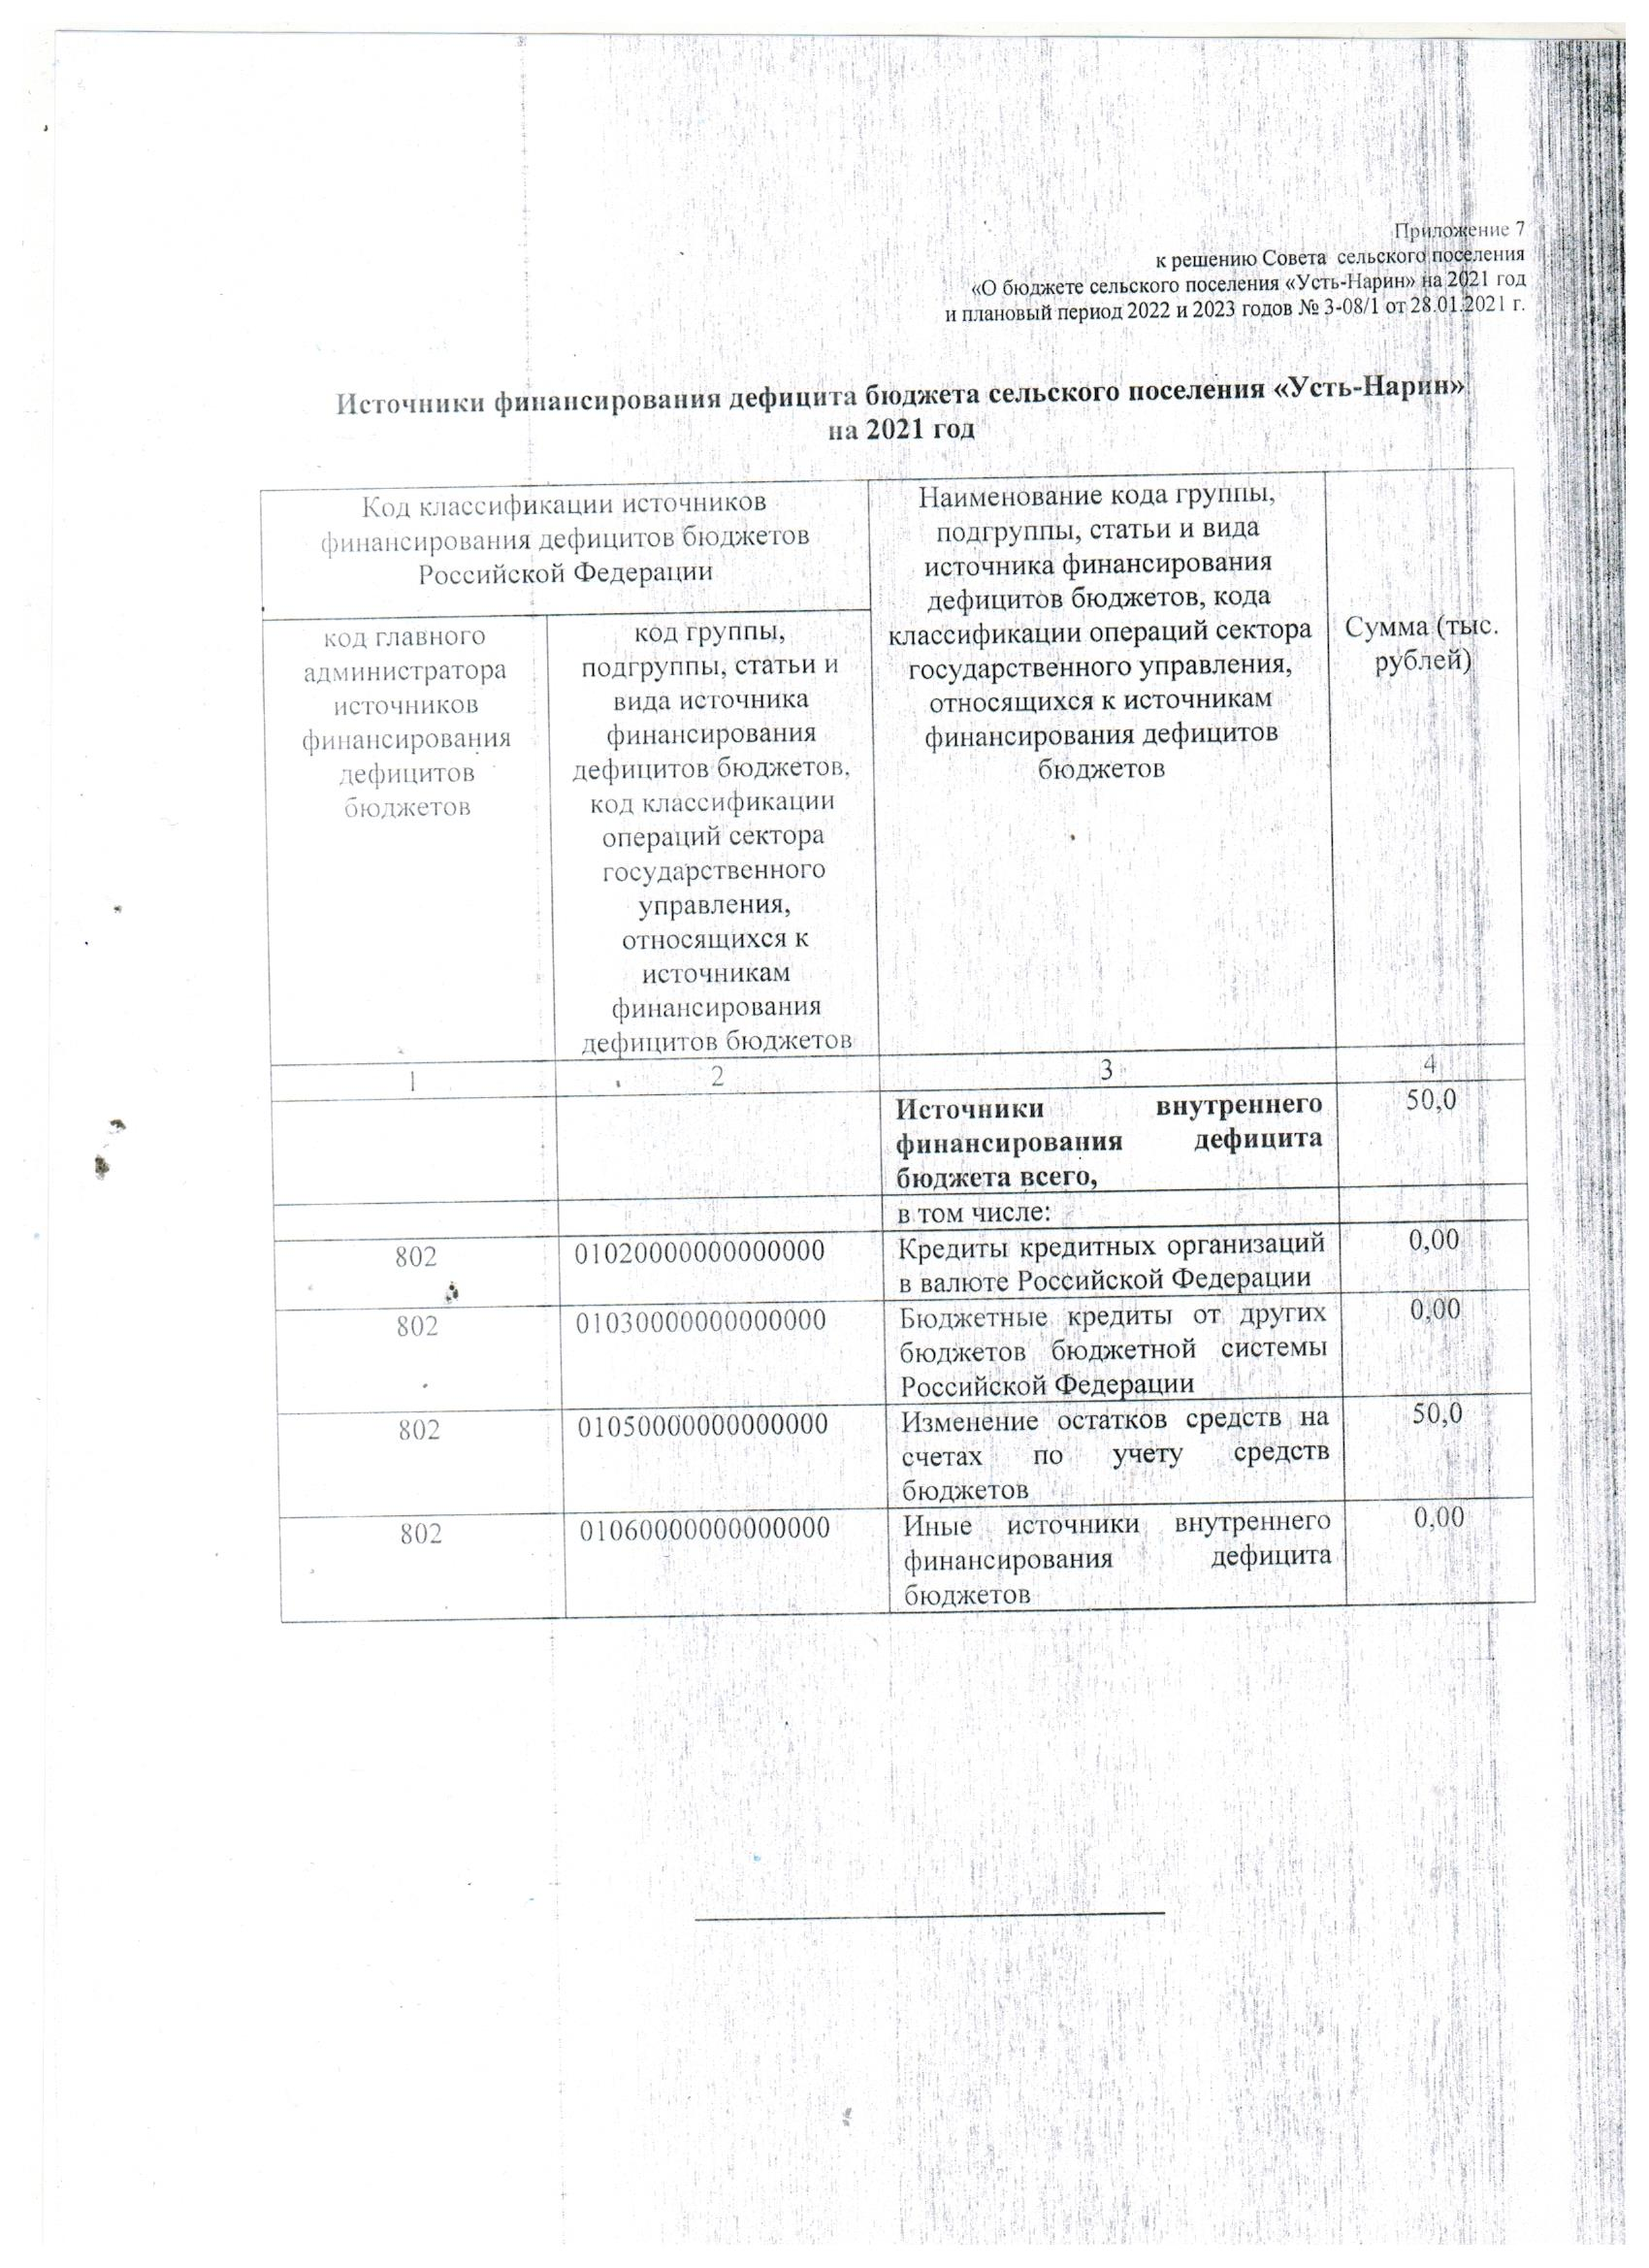 Приложение 7
к решению Совета сельского поселения
«О бюджете сельского поселения «Усть-Нарин» на 2021 год
и плановый период 2022 и 2023 годов № 3-08/1 от 28.01.2021 г.
Источники финансирования дефицита бюджета сельского поселения «Усть-Нарин»
на 2021 год
Код классификации источников
финансирования дефицитов бюджетов
Российской Федерации
код главного
администратора
источников
финансирования
дефицитов
бюджетов
код группы,
подгруппы, статьи и
вида источника
финансирования
дефицитов бюджетов,
код классификации
операций сектора
государственного
управления,
относящихся к
источникам
финансирования
дефицитов бюджетов
Наименование кода группы,
подгруппы, статьи и вида
источника финансирования
дефицитов бюджетов, кода
классификации операций сектора
государственного управления,
относящихся к источникам
финансирования дефицитов
бюджетов
Сумма (тыс.
рублей)
1 2 3 4
Источники внутреннего 50,0
финансирования дефицита
бюджета всего,
в том числе:
802 01020000000000000 Кредиты кредитных организаций 0,00
в валюте Российской Федерации
802 01030000000000000 Бюджетные кредиты от других 0,00
бюджетов бюджетной системы
Российской Федерации
802 01050000000000000 Изменение остатков средств на 50,0
счетах по учету средств
бюджетов
802 01060000000000000 Иные источники внутреннего 0,00
финансирования дефицита
бюджетов